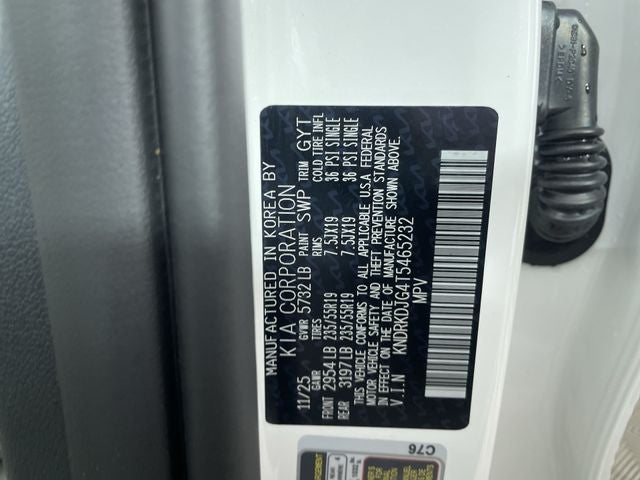 MANUFACTURED IN KOREA BY
KIA CORPORATION
11/25 GVWR 5732 LB PAINT SWP TRIM GYT
GAWR TIRES RIMS COLD TIRE INFL
FRONT 2954 LB 235/55R19 7.5JX19 36 PSI SINGLE
REAR 3197 LB 235/55R19 7.5JX19 36 PSI SINGLE
THIS VEHICLE CONFORMS TO ALL APPLICABLE U.S.A FEDERAL
MOTOR VEHICLE SAFETY AND THEFT PREVENTION STANDARDS
IN EFFECT ON THE DATE OF MANUFACTURE SHOWN ABOVE.
V.I.N KNDRKDJG4T5465232
MPV
C76